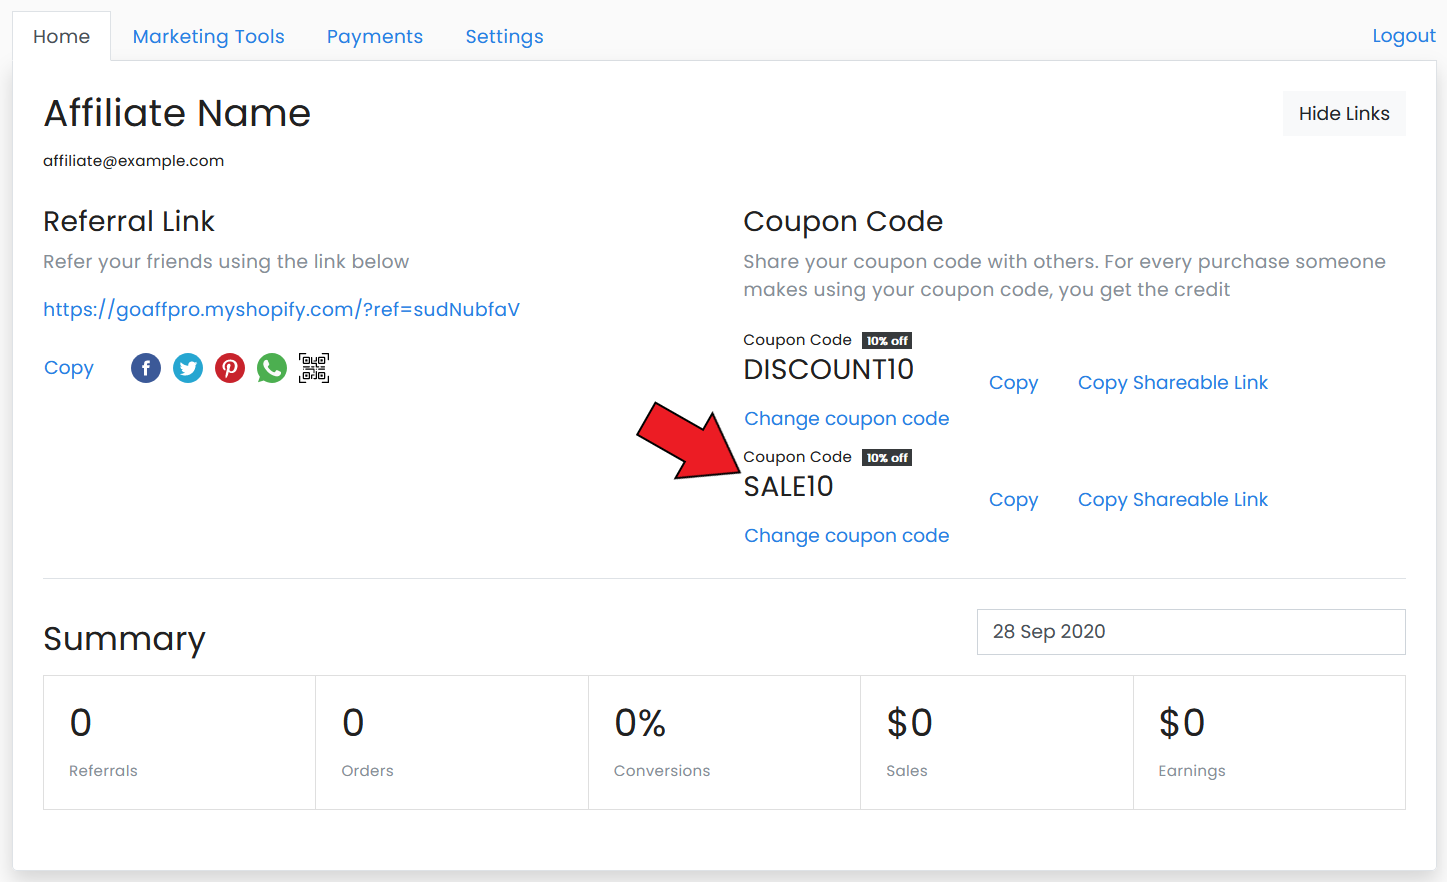 Home Marketing Tools Payments Settings Logout
Affiliate Name
Hide Links
affiliate@example.com
Referral Link
Refer your friends using the link below
https://goaffpro.myshopify.com/?ref=sudNubfaV
Copy
Coupon Code
Share your coupon code with others. For every purchase someone
makes using your coupon code, you get the credit
Coupon Code 10% off
DISCOUNT10
Copy Copy Shareable Link
Change coupon code
Coupon Code 10% off
SALE10
Copy Copy Shareable Link
Change coupon code
Summary
28 Sep 2020
0 0 0% $0 $0
Referrals Orders Conversions Sales Earnings